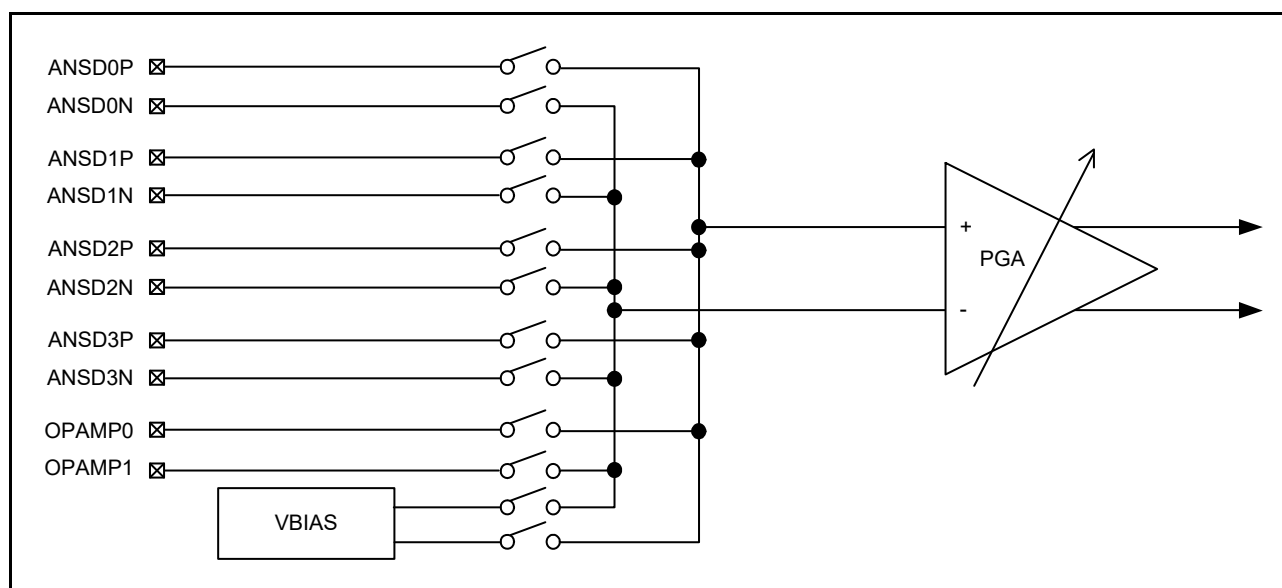 ANSD0P
ANSD0N
ANSD1P
ANSD1N
ANSD2P
ANSD2N
ANSD3P
ANSD3N
OPAMP0
OPAMP1
VBIAS
+
PGA
-